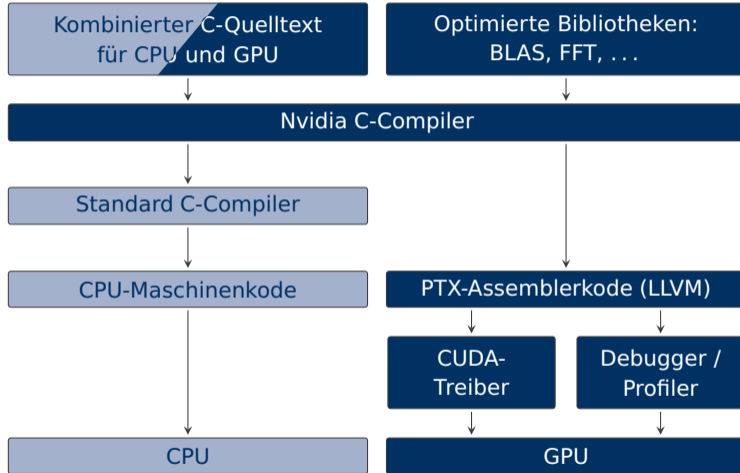 Kombinierter C-Quelltext
für CPU und GPU
Optimierte Bibliotheken:
BLAS, FFT, ...
Nvidia C-Compiler
Standard C-Compiler
CPU-Maschinenkode
PTX-Assemblerkode (LLVM)
CUDA-
Treiber
Debugger /
Profiler
CPU
GPU